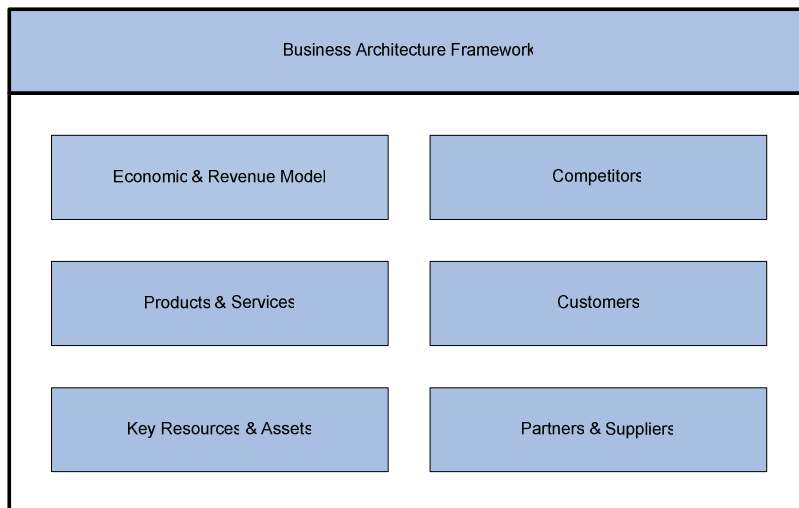 Business Architecture Framework
Economic & Revenue Model
Competitors
Products & Services
Customers
Key Resources & Assets
Partners & Suppliers